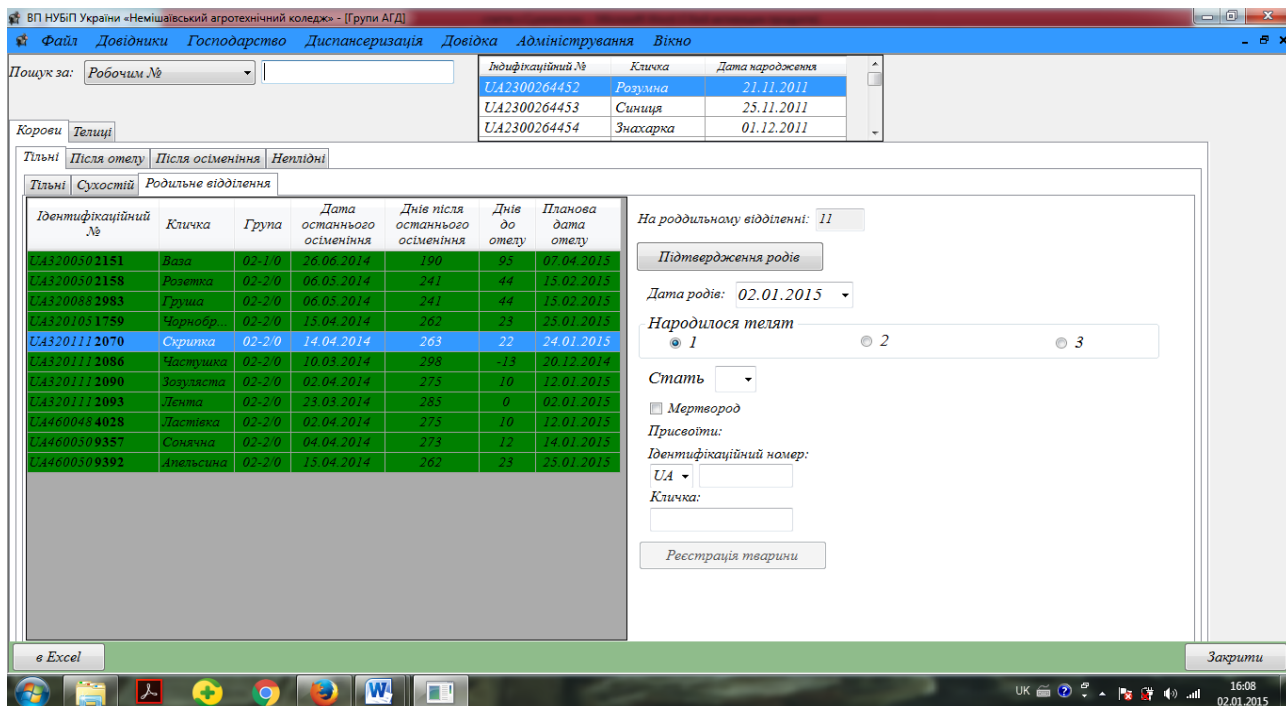 ВП НУБіП України «Немішаївський агротехнічний коледж» - [Групи АГД]
Файл Довідники Господарство Диспансеризація Довідка Адміністрування Вікно
Пошук за: Робочим №
Індифікаційний № Кличка Дата народження
UA2300264452 Розумна 21.11.2011
UA2300264453 Синиця 25.11.2011
UA2300264454 Знахарка 01.12.2011
Корови Телиці
Тільні Після отелу Після осіменіння Неплідні
Тільні Сухостій Родильне відділення
Ідентифікаційний № Кличка Група Дата останнього осіменіння Днів після останнього осіменіння Днів до отелу Планова дата отелу
UA3200502151 Ваза 02-1/0 26.06.2014 190 95 07.04.2015
UA3200502158 Розетка 02-2/0 06.05.2014 241 44 15.02.2015
UA3200882983 Груша 02-2/0 06.05.2014 241 44 15.02.2015
UA3201051759 Чорнобр... 02-2/0 15.04.2014 262 23 25.01.2015
UA3201112070 Скрипка 02-2/0 14.04.2014 263 22 24.01.2015
UA3201112086 Частушка 02-2/0 10.03.2014 298 -13 20.12.2014
UA3201112090 Зозуляста 02-2/0 02.04.2014 275 10 12.01.2015
UA3201112093 Лента 02-2/0 23.03.2014 285 0 02.01.2015
UA4600484028 Ластівка 02-2/0 02.04.2014 275 10 12.01.2015
UA4600509357 Сонячна 02-2/0 04.04.2014 273 12 14.01.2015
UA4600509392 Апельсина 02-2/0 15.04.2014 262 23 25.01.2015
На роддильному відділенні: 11
Підтвердження родів
Дата родів: 02.01.2015
Народилося телят
1 2 3
Стать
Мертвород
Присвоїти:
Ідентифікаційний номер:
UA
Кличка:
Реєстрація тварини
в Excel Закрити
UK 16:08
02.01.2015